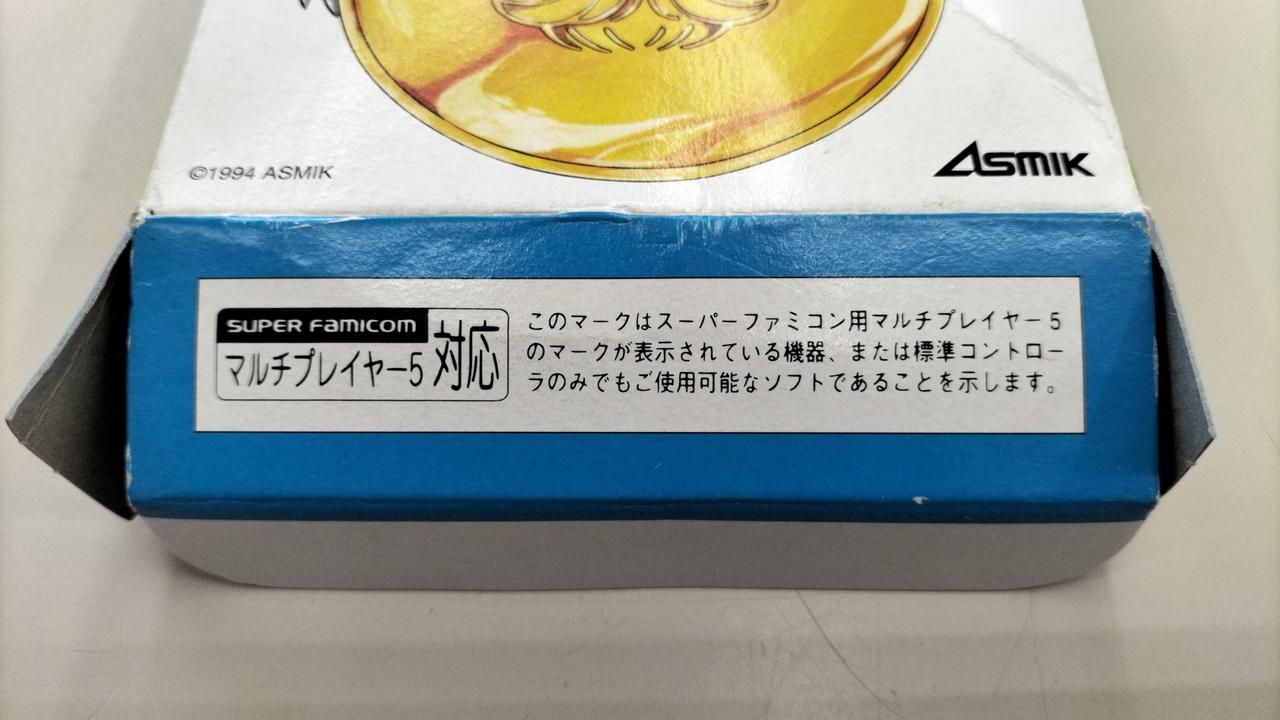 ©1994 ASMIK
ASMIK
SUPER FAMICOM
マルチプレイヤー5 対応
このマークはスーパーファミコン用マルチプレイヤー5
のマークが表示されている機器、または標準コントロー
ラのみでもご使用可能なソフトであることを示します。